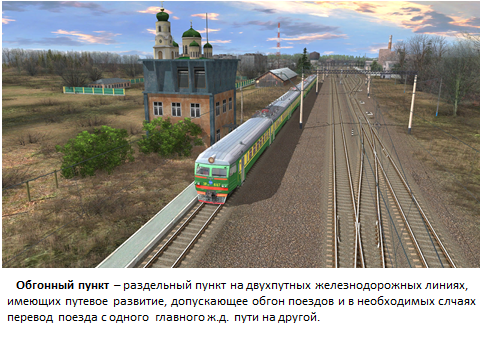 Обгонный пункт – раздельный пункт на двухпутных железнодорожных линиях,
имеющих путевое развитие, допускающее обгон поездов и в необходимых слчаях
перевод поезда с одного главного ж.д. пути на другой.